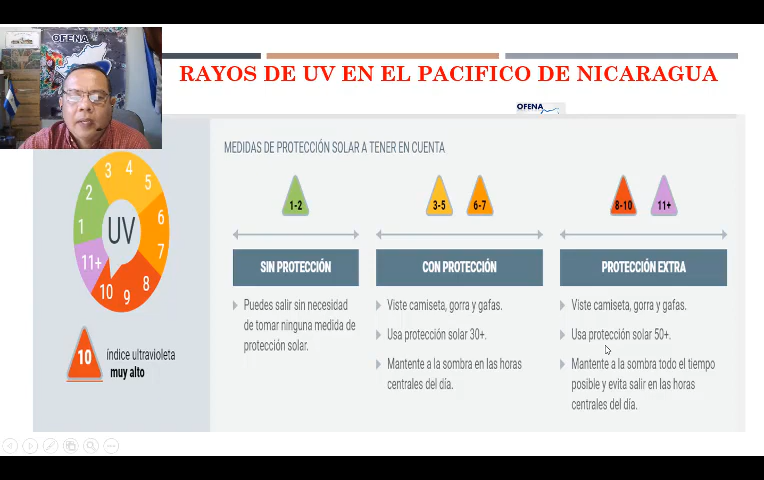 OFENA
RAYOS DE UV EN EL PACIFICO DE NICARAGUA
OFENA
MEDIDAS DE PROTECCIÓN SOLAR A TENER EN CUENTA
1
2
3
4
5
6
7
8
9
10
11+
UV
10
índice ultravioleta
muy alto
1-2
3-5
6-7
8-10
11+
SIN PROTECCIÓN
Puedes salir sin necesidad
de tomar ninguna medida de
protección solar.
CON PROTECCIÓN
Viste camiseta, gorra y gafas.
Usa protección solar 30+.
Mantente a la sombra en las horas
centrales del día.
PROTECCIÓN EXTRA
Viste camiseta, gorra y gafas.
Usa protección solar 50+.
Mantente a la sombra todo el tiempo
posible y evita salir en las horas
centrales del día.